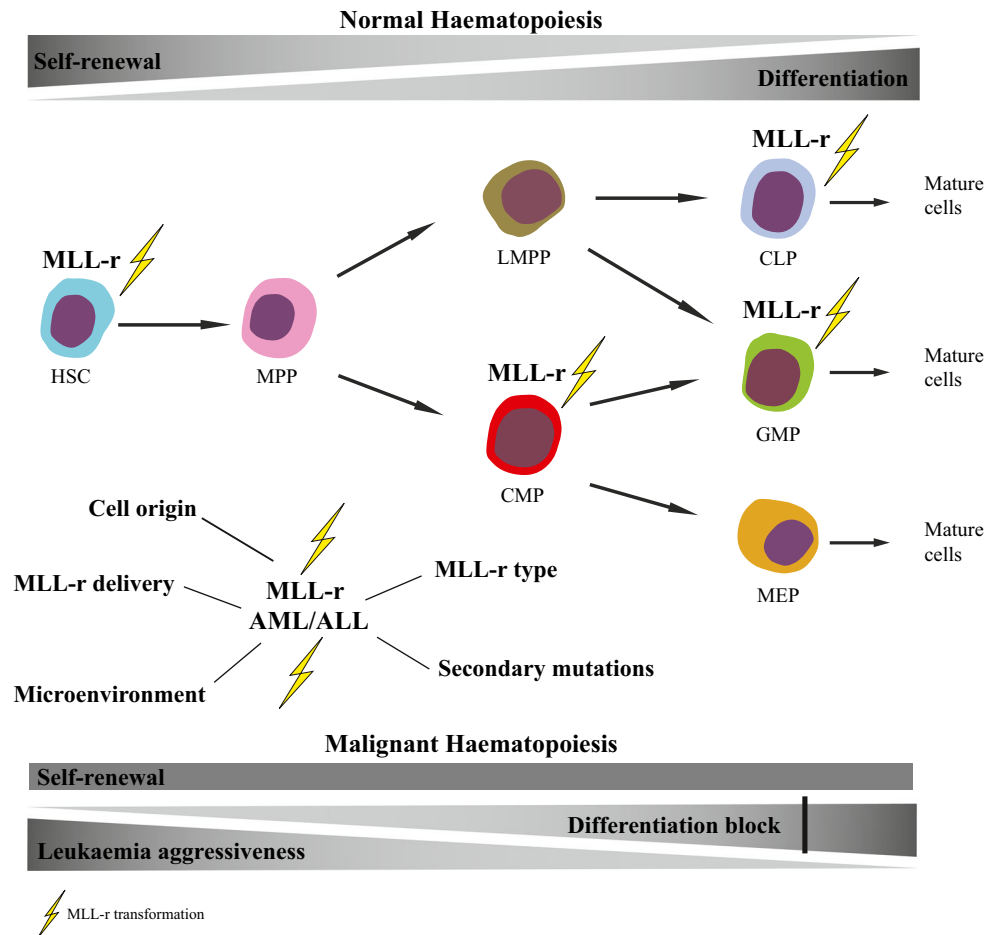 Normal Haematopoiesis
Self-renewal
Differentiation
MLL-r
Mature
cells
LMPP
CLP
MLL-r
HSC
MPP
MLL-r
Mature
cells
GMP
MLL-r
CMP
Mature
cells
MEP
Cell origin
MLL-r delivery
MLL-r type
MLL-r
AML/ALL
Microenvironment
Secondary mutations
Malignant Haematopoiesis
Self-renewal
Differentiation block
Leukaemia aggressiveness
MLL-r transformation